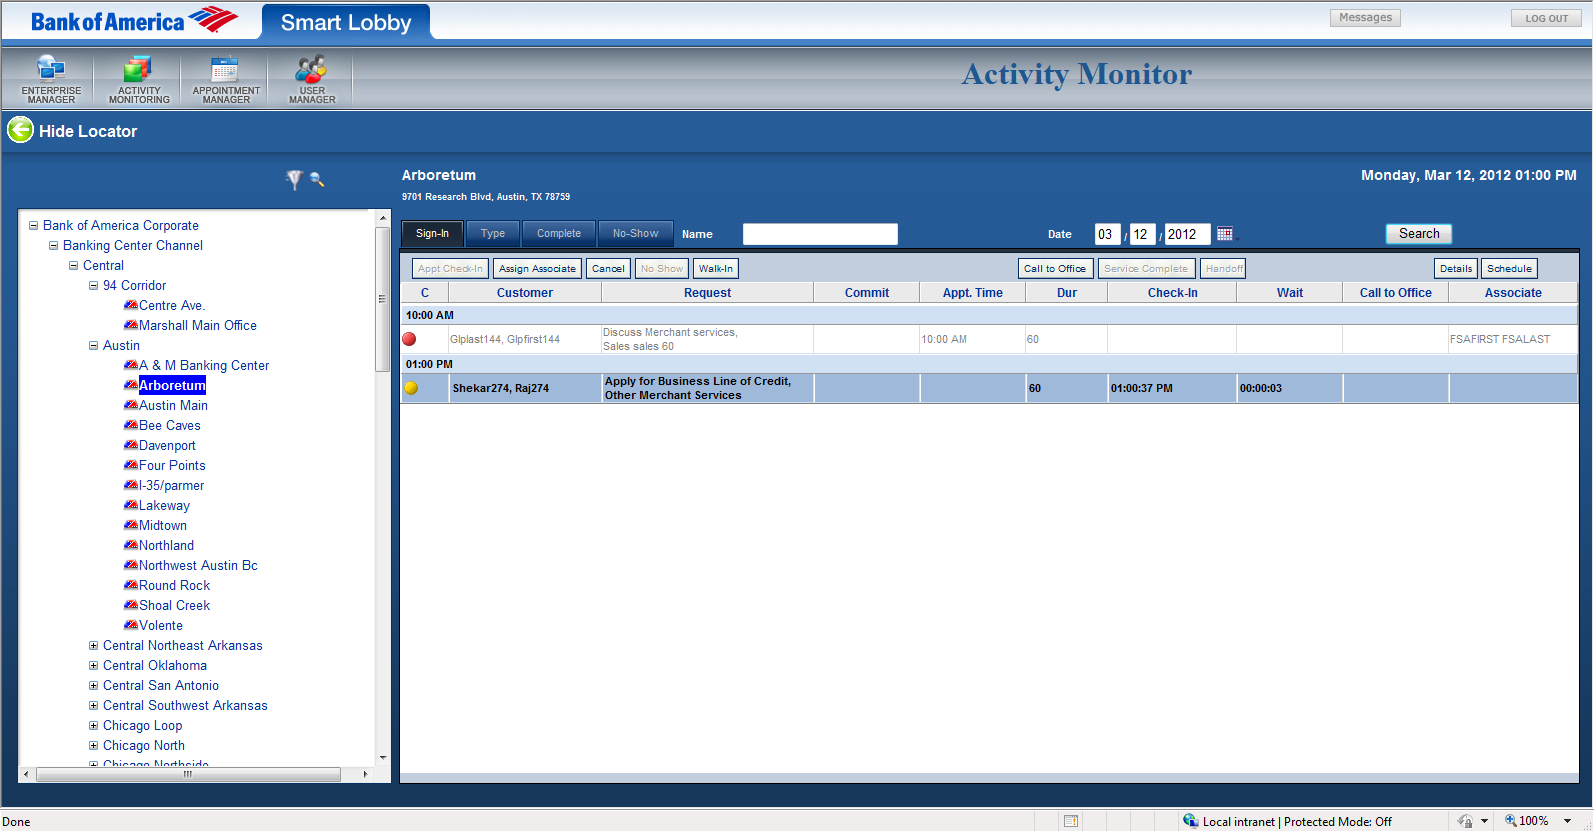 Bank of America
Smart Lobby
Messages
LOG OUT
ENTERPRISE
MANAGER
ACTIVITY
MONITORING
APPOINTMENT
MANAGER
USER
MANAGER
Activity Monitor
Hide Locator
Arboretum
Monday, Mar 12, 2012 01:00 PM
9701 Research Blvd, Austin, TX 78759
Bank of America Corporate
Banking Center Channel
Central
94 Corridor
Centre Ave.
Marshall Main Office
Austin
A & M Banking Center
Arboretum
Austin Main
Bee Caves
Davenport
Four Points
I-35/parmer
Lakeway
Midtown
Northland
Northwest Austin Bc
Round Rock
Shoal Creek
Volente
Central Northeast Arkansas
Central Oklahoma
Central San Antonio
Central Southwest Arkansas
Chicago Loop
Chicago North
Chicago Northside
Sign-In Type Complete No-Show Name Date 03 / 12 / 2012 Search
Appt Check-In Assign Associate Cancel No Show Walk-In Call to Office Service Complete Handoff Details Schedule
C Customer Request Commit Appt. Time Dur Check-In Wait Call to Office Associate
10:00 AM
Glplast144, Glpfirst144 Discuss Merchant services, 10:00 AM 60 FSAFIRST FSALAST
Sales sales 60
01:00 PM
Shekar274, Raj274 Apply for Business Line of Credit, 60 01:00:37 PM 00:00:03
Other Merchant Services
Done
Local intranet | Protected Mode: Off
100%